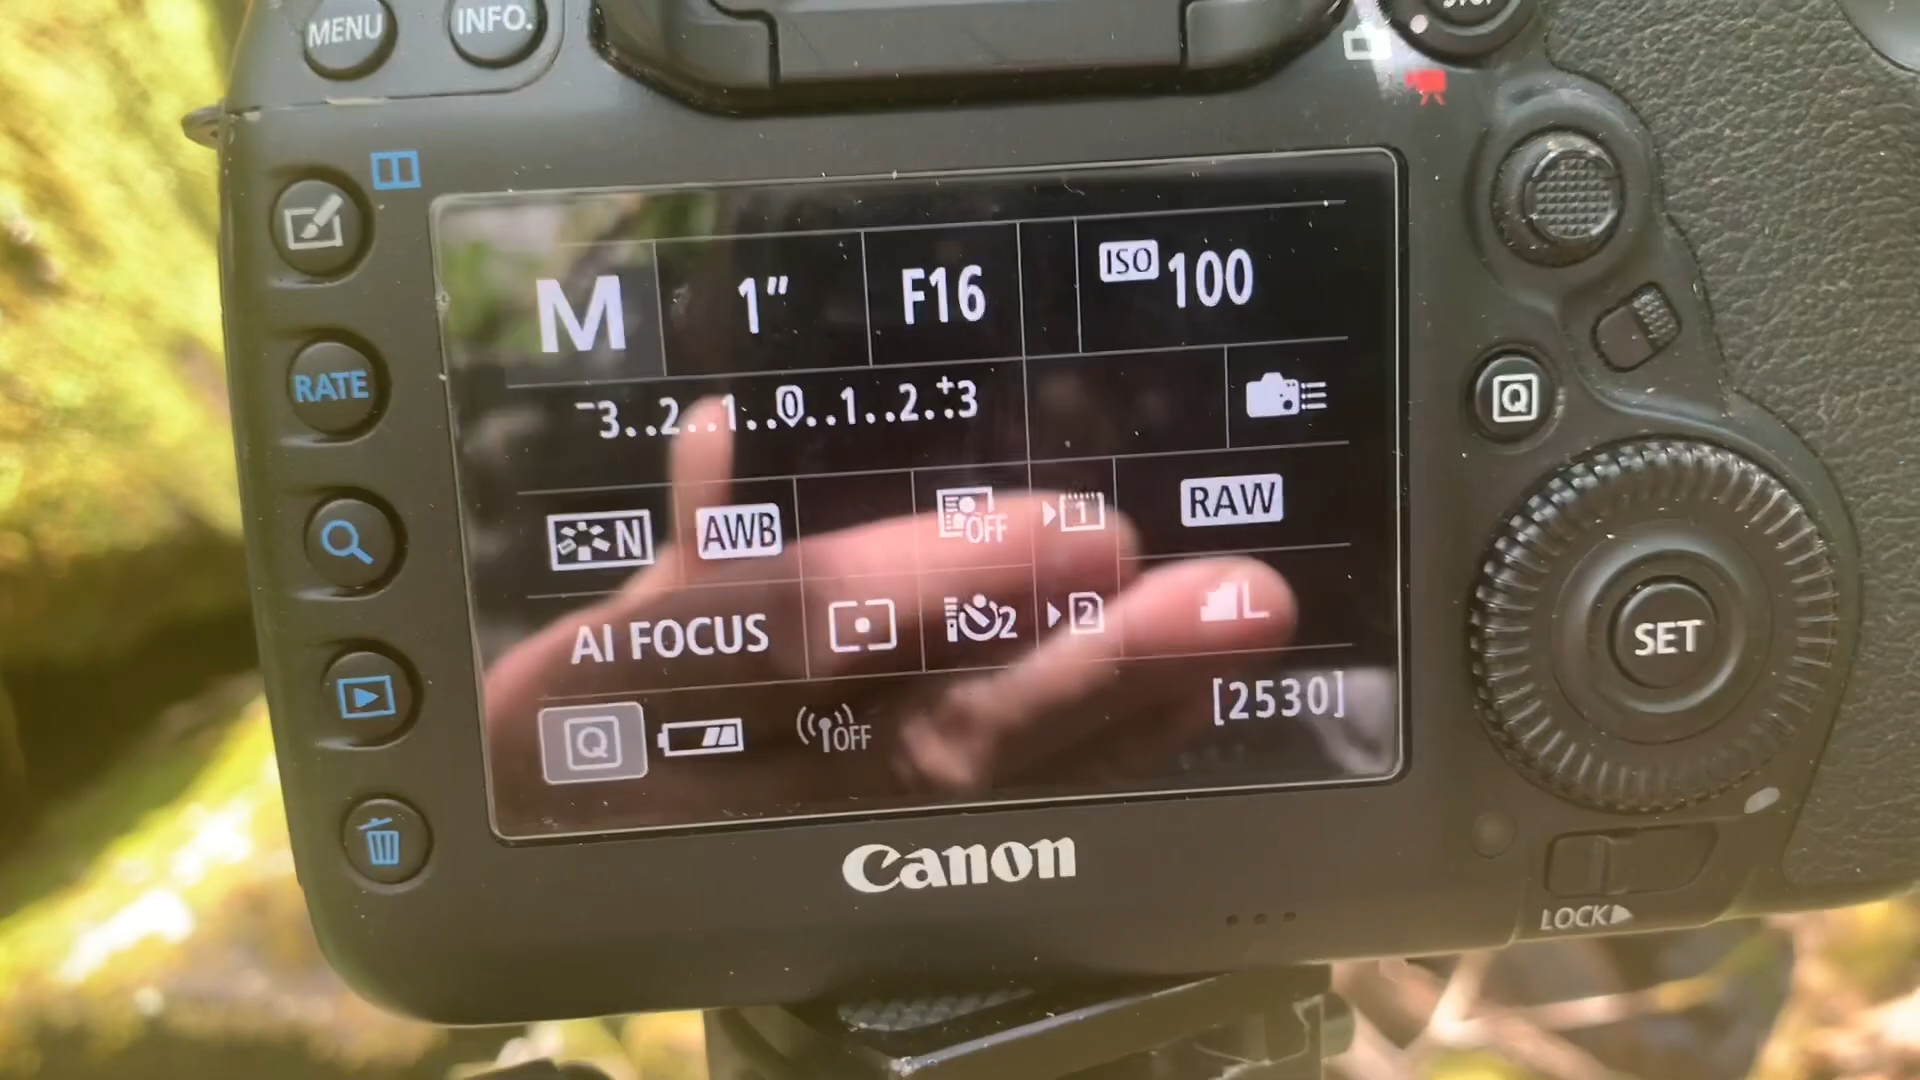 MENU INFO.
RATE
M 1" F16 ISO 100
-3..2..1..0..1..2..+3
N AWB OFF 1 RAW
AI FOCUS 2 2 L
Q OFF [2530]
Q
SET
Canon
LOCK